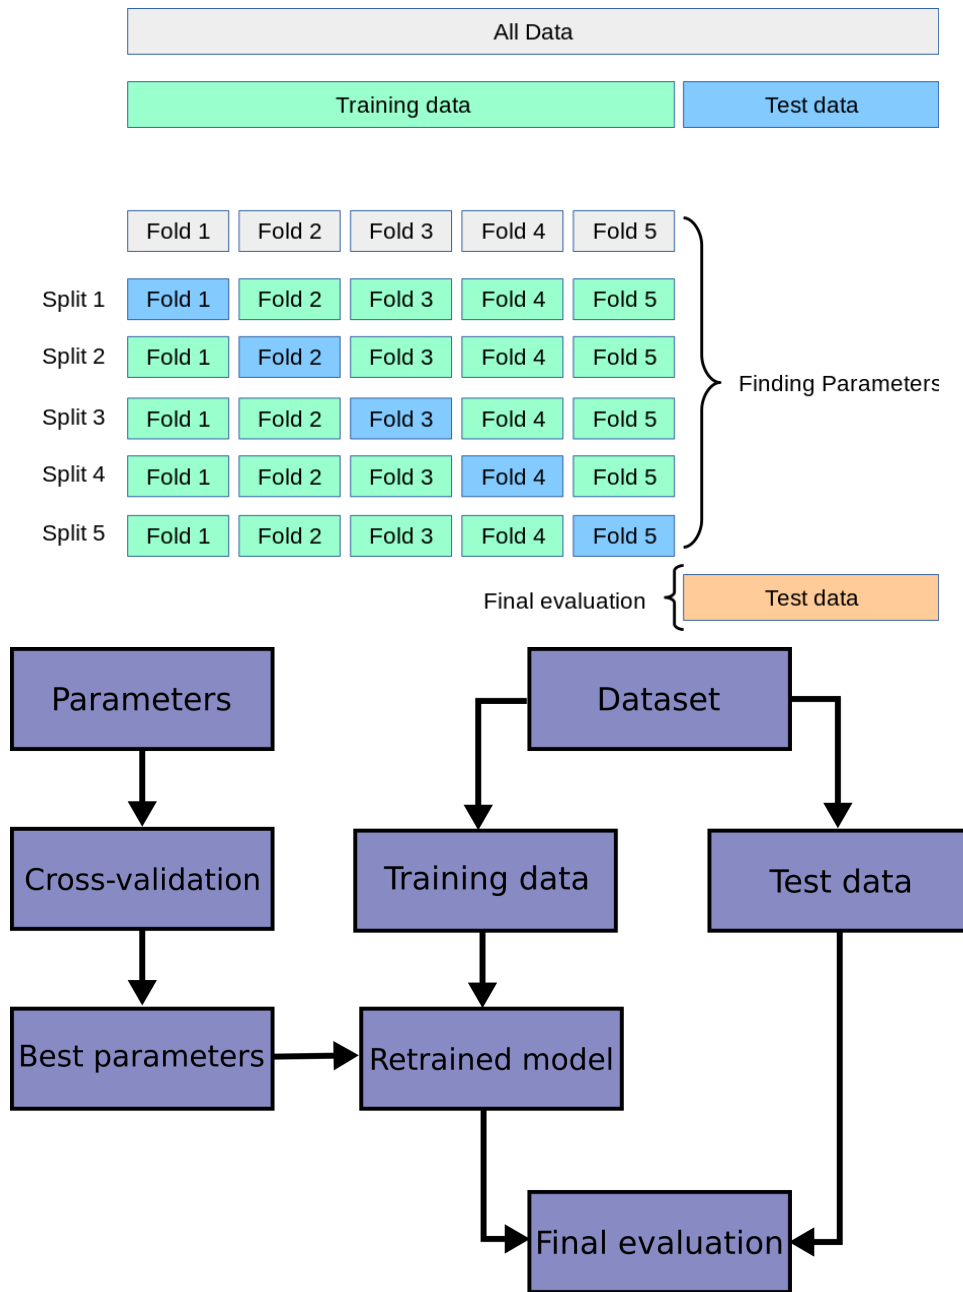 All Data
Training data Test data
Fold 1 Fold 2 Fold 3 Fold 4 Fold 5
Split 1 Fold 1 Fold 2 Fold 3 Fold 4 Fold 5
Split 2 Fold 1 Fold 2 Fold 3 Fold 4 Fold 5
Finding Parameters
Split 3 Fold 1 Fold 2 Fold 3 Fold 4 Fold 5
Split 4 Fold 1 Fold 2 Fold 3 Fold 4 Fold 5
Split 5 Fold 1 Fold 2 Fold 3 Fold 4 Fold 5
Final evaluation Test data
Parameters Dataset
Cross-validation Training data Test data
Best parameters Retrained model
Final evaluation